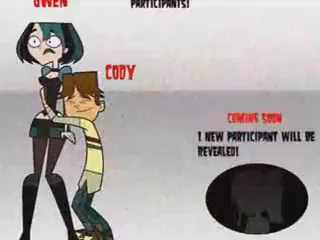 GWEN
PARTICIPANTS!
CODY
COMING SOON
1 NEW PARTICIPANT WILL BE
REVEALED!